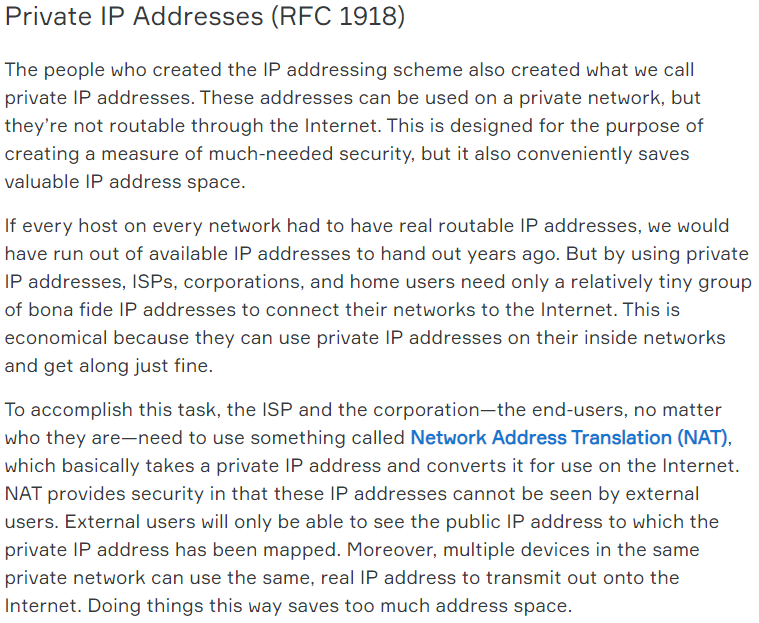 Private IP Addresses (RFC 1918)
The people who created the IP addressing scheme also created what we call
private IP addresses. These addresses can be used on a private network, but
they’re not routable through the Internet. This is designed for the purpose of
creating a measure of much-needed security, but it also conveniently saves
valuable IP address space.
If every host on every network had to have real routable IP addresses, we would
have run out of available IP addresses to hand out years ago. But by using private
IP addresses, ISPs, corporations, and home users need only a relatively tiny group
of bona fide IP addresses to connect their networks to the Internet. This is
economical because they can use private IP addresses on their inside networks
and get along just fine.
To accomplish this task, the ISP and the corporation—the end-users, no matter
who they are—need to use something called Network Address Translation (NAT),
which basically takes a private IP address and converts it for use on the Internet.
NAT provides security in that these IP addresses cannot be seen by external
users. External users will only be able to see the public IP address to which the
private IP address has been mapped. Moreover, multiple devices in the same
private network can use the same, real IP address to transmit out onto the
Internet. Doing things this way saves too much address space.